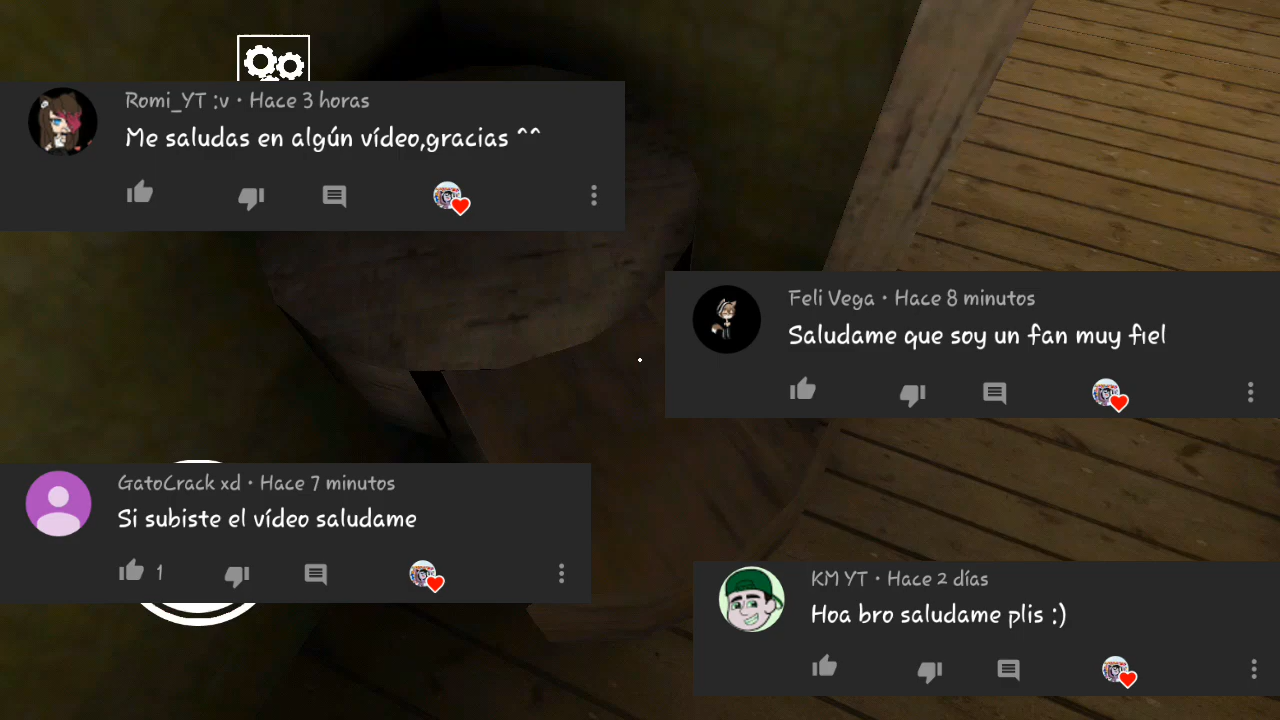 Romi_YT :v • Hace 3 horas
Me saludas en algún vídeo,gracias ^^
Feli Vega • Hace 8 minutos
Saludame que soy un fan muy fiel
GatoCrack xd • Hace 7 minutos
Si subiste el vídeo saludame
1
KM YT • Hace 2 días
Hoa bro saludame plis :)